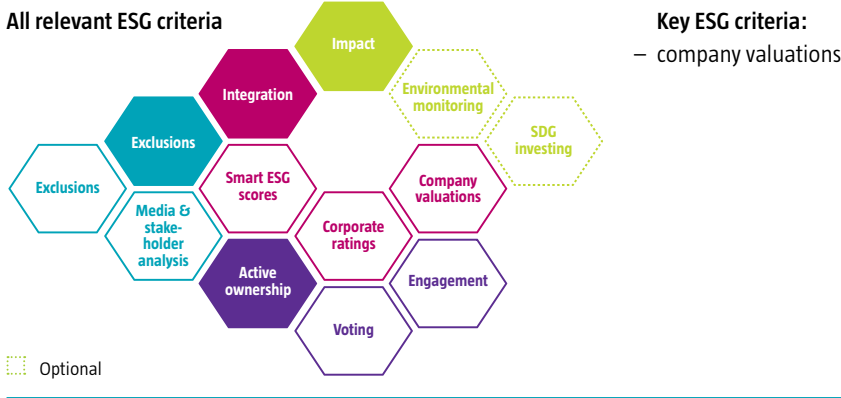 All relevant ESG criteria
Key ESG criteria:
– company valuations
Impact
Integration
Environmental
monitoring
Exclusions
SDG
investing
Exclusions
Smart ESG
scores
Company
valuations
Media &
stake-
holder
analysis
Corporate
ratings
Active
ownership
Engagement
Voting
Optional